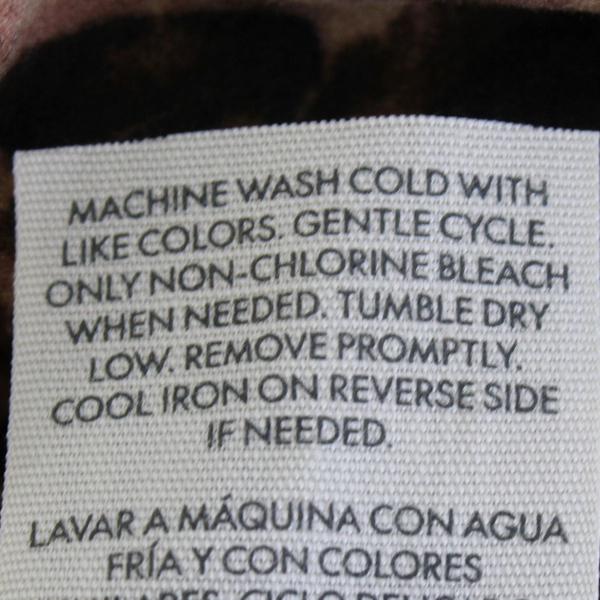 MACHINE WASH COLD WITH
LIKE COLORS. GENTLE CYCLE.
ONLY NON-CHLORINE BLEACH
WHEN NEEDED. TUMBLE DRY
LOW. REMOVE PROMPTLY.
COOL IRON ON REVERSE SIDE
IF NEEDED.
LAVAR A MÁQUINA CON AGUA
FRÍA Y CON COLORES
CICLO